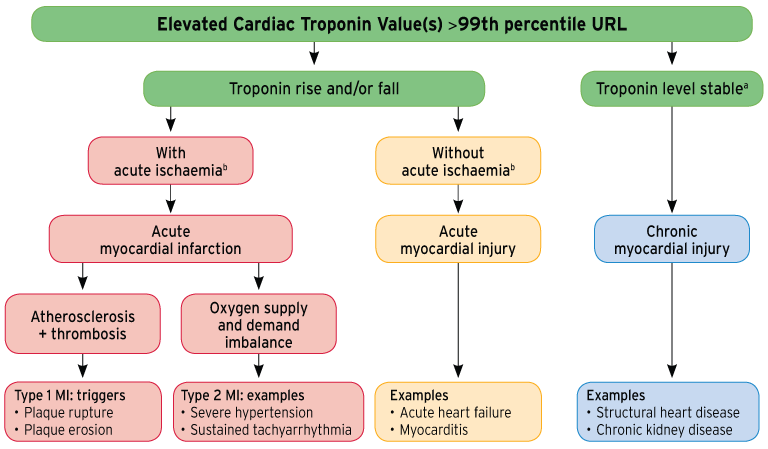 Elevated Cardiac Troponin Value(s) >99th percentile URL
Troponin rise and/or fall
Troponin level stableᵃ
With
acute ischaemiaᵇ
Without
acute ischaemiaᵇ
Acute
myocardial infarction
Acute
myocardial injury
Chronic
myocardial injury
Atherosclerosis
+ thrombosis
Oxygen supply
and demand
imbalance
Type 1 MI: triggers
• Plaque rupture
• Plaque erosion
Type 2 MI: examples
• Severe hypertension
• Sustained tachyarrhythmia
Examples
• Acute heart failure
• Myocarditis
Examples
• Structural heart disease
• Chronic kidney disease